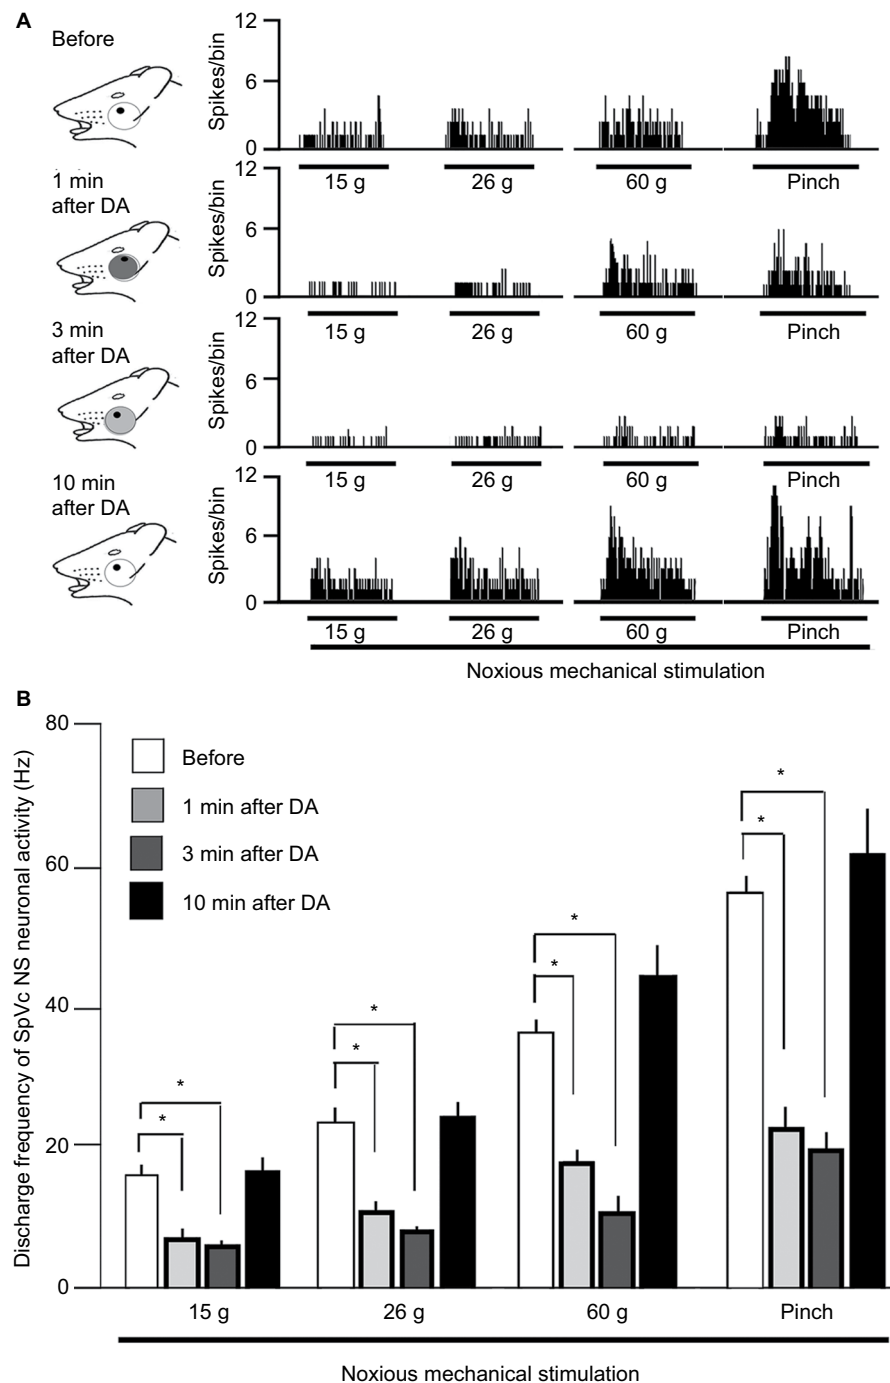 A
Before
Spikes/bin
12
6
0
15 g 26 g 60 g Pinch
1 min
after DA
Spikes/bin
12
6
0
15 g 26 g 60 g Pinch
3 min
after DA
Spikes/bin
12
6
0
15 g 26 g 60 g Pinch
10 min
after DA
Spikes/bin
12
6
0
15 g 26 g 60 g Pinch
Noxious mechanical stimulation
B
Discharge frequency of SpVc NS neuronal activity (Hz)
80
60
40
20
0
Before
1 min after DA
3 min after DA
10 min after DA
*
*
*
*
*
*
*
*
15 g 26 g 60 g Pinch
Noxious mechanical stimulation